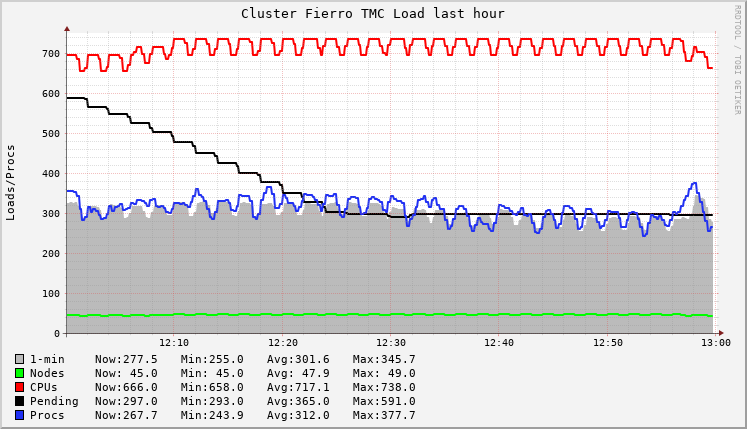 Cluster Fierro TMC Load last hour
RRDTOOL / TOBI OETIKER
Loads/Procs
700
600
500
400
300
200
100
0
12:10 12:20 12:30 12:40 12:50 13:00
1-min Now:277.5 Min:255.0 Avg:301.6 Max:345.7
Nodes Now: 45.0 Min: 45.0 Avg: 47.9 Max: 49.0
CPUs Now:666.0 Min:658.0 Avg:717.1 Max:738.0
Pending Now:297.0 Min:293.0 Avg:365.0 Max:591.0
Procs Now:267.7 Min:243.9 Avg:312.0 Max:377.7